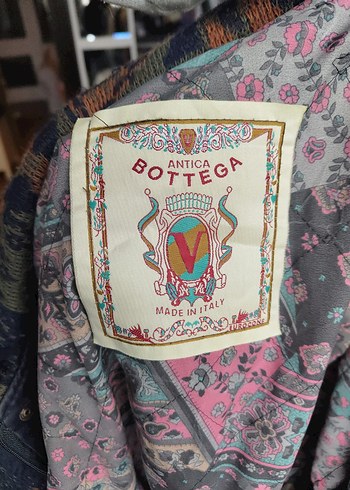 ANTICA
BOTTEGA
V
MADE IN ITALY